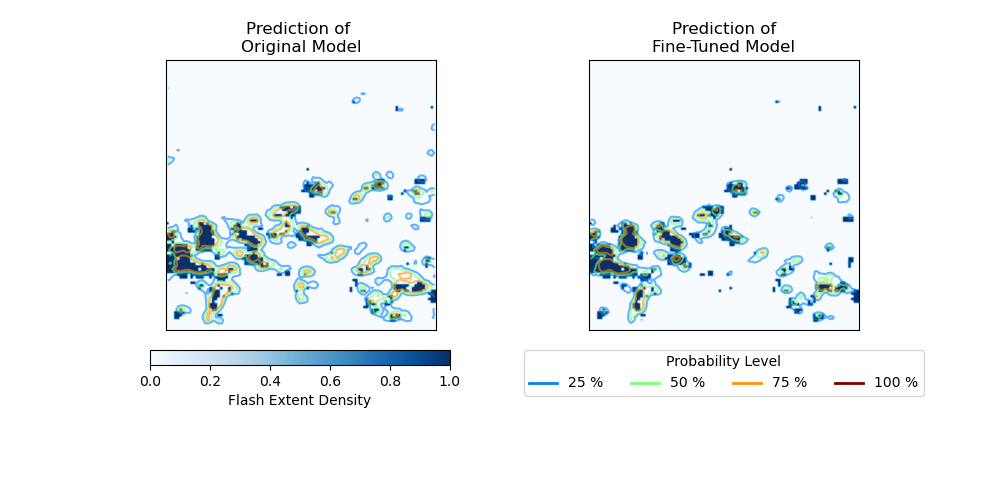 Prediction of
Original Model
Prediction of
Fine-Tuned Model
0.0 0.2 0.4 0.6 0.8 1.0
Flash Extent Density
Probability Level
25 % 50 % 75 % 100 %